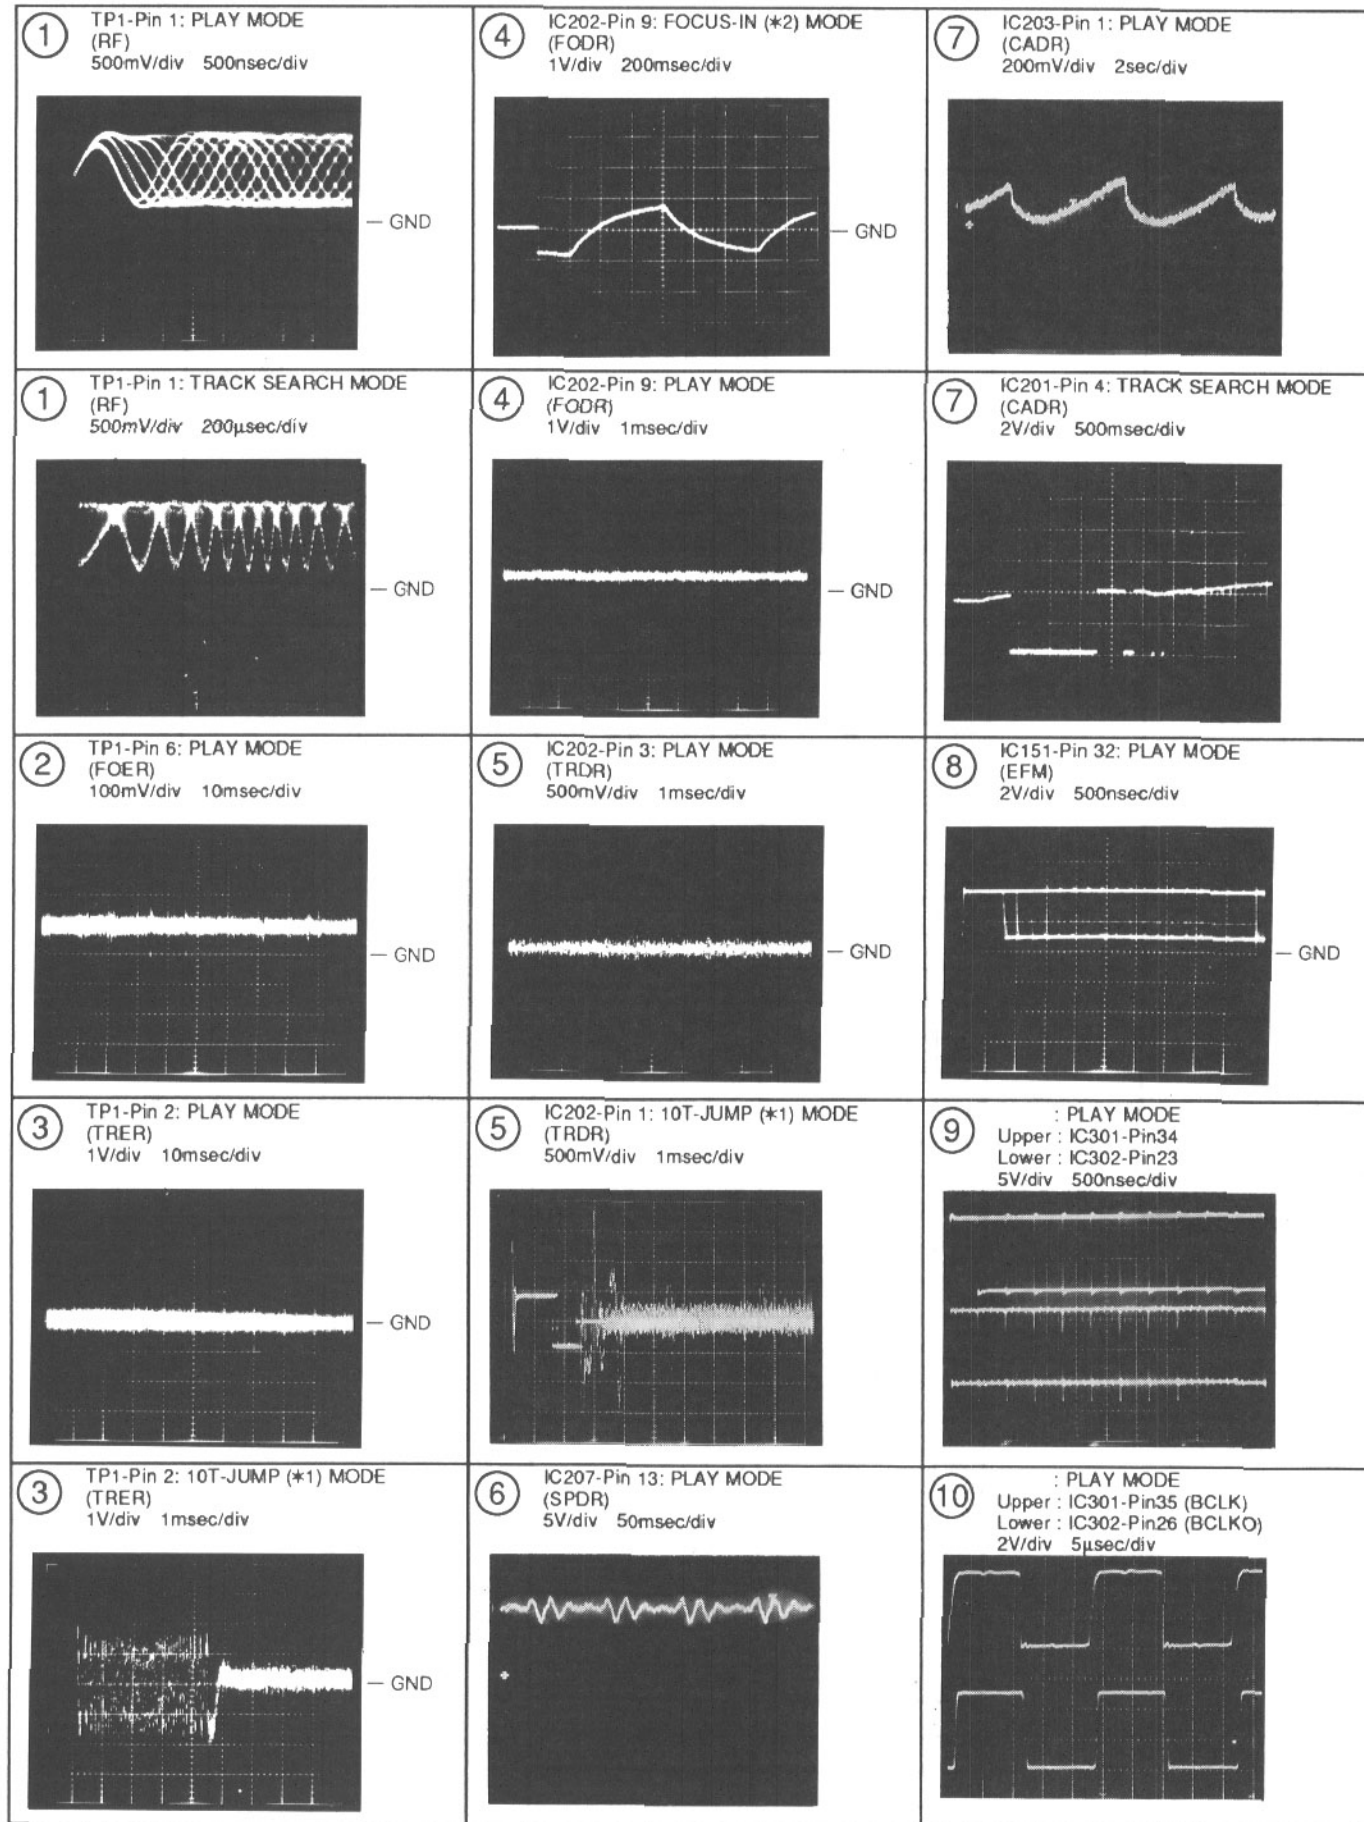 1
TP1-Pin 1: PLAY MODE
(RF)
500mV/div 500nsec/div
— GND
4
IC202-Pin 9: FOCUS-IN (*2) MODE
(FODR)
1V/div 200msec/div
— GND
7
IC203-Pin 1: PLAY MODE
(CADR)
200mV/div 2sec/div
1
TP1-Pin 1: TRACK SEARCH MODE
(RF)
500mV/div 200µsec/div
— GND
4
IC202-Pin 9: PLAY MODE
(FODR)
1V/div 1msec/div
— GND
7
IC201-Pin 4: TRACK SEARCH MODE
(CADR)
2V/div 500msec/div
2
TP1-Pin 6: PLAY MODE
(FOER)
100mV/div 10msec/div
— GND
5
IC202-Pin 3: PLAY MODE
(TRDR)
500mV/div 1msec/div
— GND
8
IC151-Pin 32: PLAY MODE
(EFM)
2V/div 500nsec/div
— GND
3
TP1-Pin 2: PLAY MODE
(TRER)
1V/div 10msec/div
— GND
5
IC202-Pin 1: 10T-JUMP (*1) MODE
(TRDR)
500mV/div 1msec/div
9
: PLAY MODE
Upper : IC301-Pin34
Lower : IC302-Pin23
5V/div 500nsec/div
3
TP1-Pin 2: 10T-JUMP (*1) MODE
(TRER)
1V/div 1msec/div
— GND
6
IC207-Pin 13: PLAY MODE
(SPDR)
5V/div 50msec/div
10
: PLAY MODE
Upper : IC301-Pin35 (BCLK)
Lower : IC302-Pin26 (BCLKO)
2V/div 5µsec/div